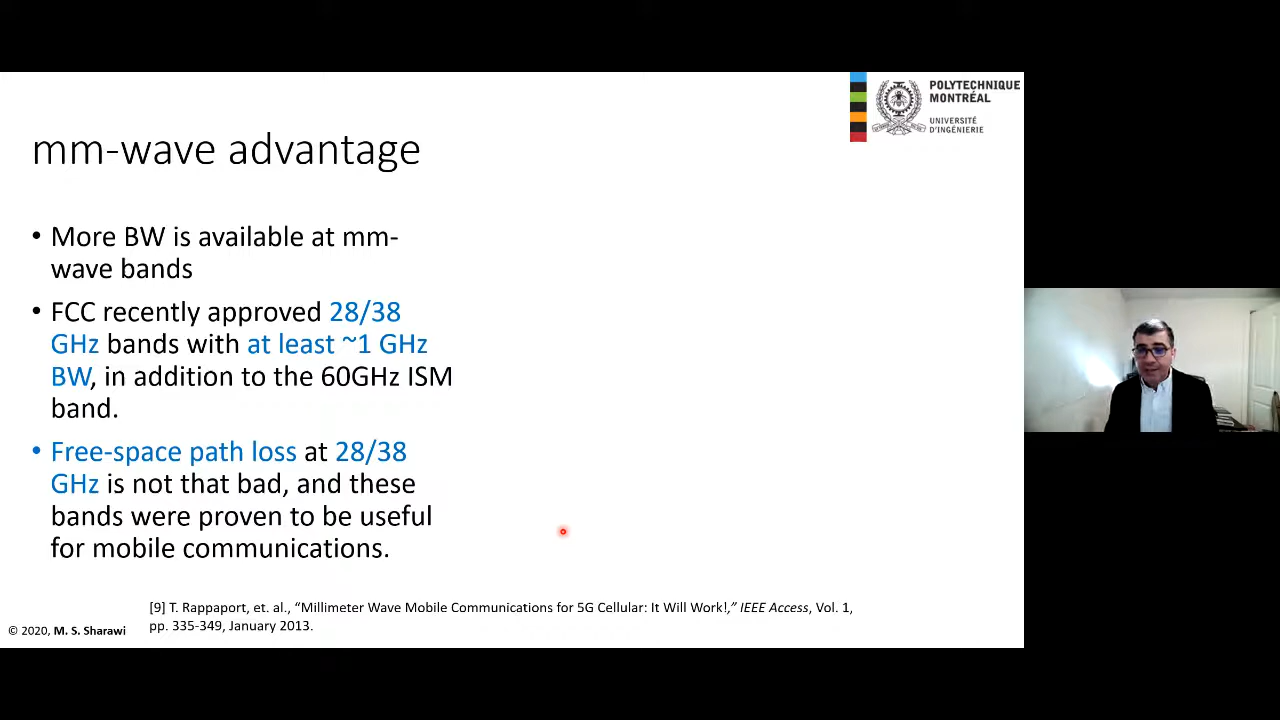 POLYTECHNIQUE
MONTRÉAL
UNIVERSITÉ
D'INGÉNIERIE
mm-wave advantage
• More BW is available at mm-
wave bands
• FCC recently approved 28/38
GHz bands with at least ~1 GHz
BW, in addition to the 60GHz ISM
band.
• Free-space path loss at 28/38
GHz is not that bad, and these
bands were proven to be useful
for mobile communications.
[9] T. Rappaport, et. al., “Millimeter Wave Mobile Communications for 5G Cellular: It Will Work!,” IEEE Access, Vol. 1,
pp. 335-349, January 2013.
© 2020, M. S. Sharawi